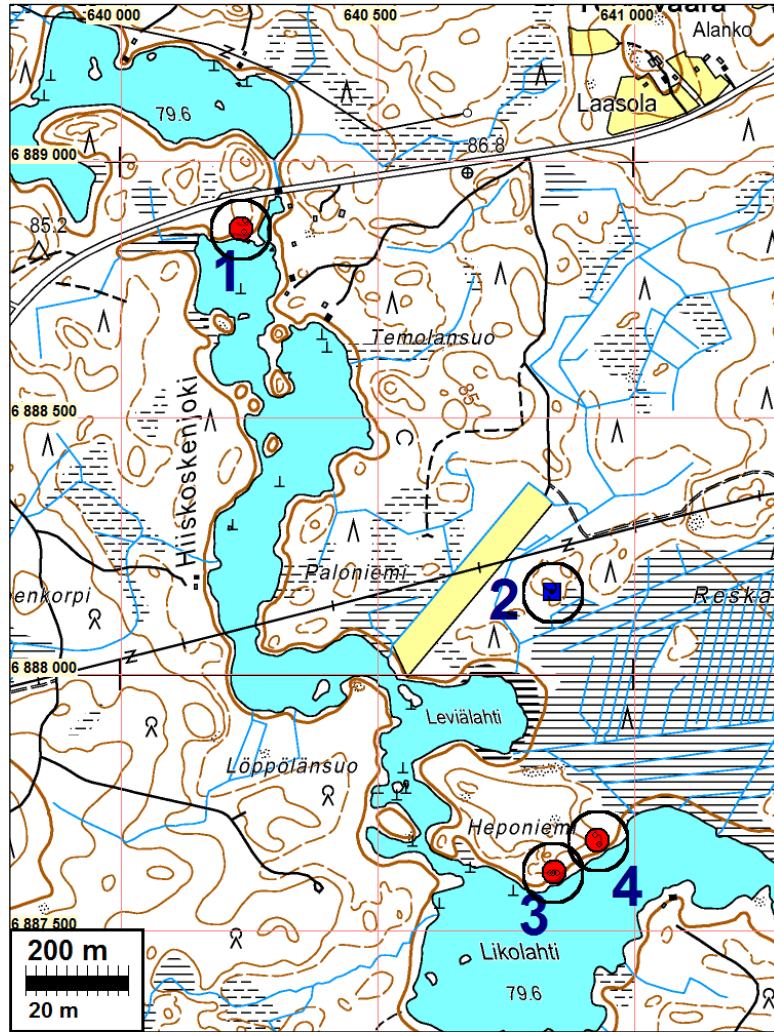 640 000
640 500
641 000
Alanko
79.6
Laasola
6 889 000
86.8
85.2
1
Temolansuo
85
6 888 500
Hiiskoskenjoki
Paloniemi
enkorpi
2
Reska
6 888 000
Leviälahti
Löppölänsuo
Heponiemi
4
3
6 887 500
200 m
Likolahti
20 m
79.6